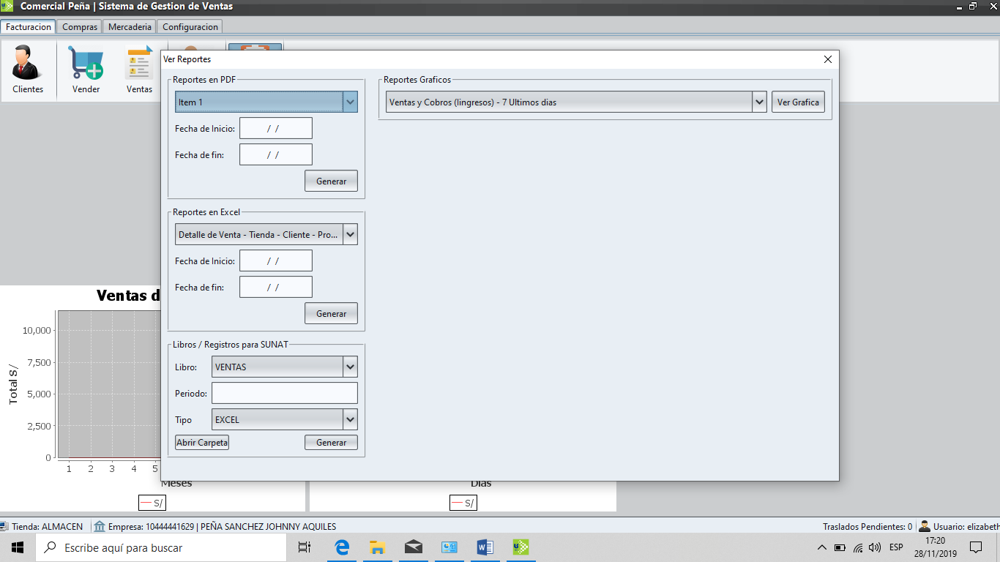 Comercial Peña | Sistema de Gestion de Ventas
Facturacion
Compras
Mercaderia
Configuracion
Clientes
Vender
Ventas
Ver Reportes
Reportes en PDF
Item 1
Fecha de Inicio:
/ /
Fecha de fin:
/ /
Generar
Reportes Graficos
Ventas y Cobros (Iingresos) - 7 Ultimos dias
Ver Grafica
Reportes en Excel
Detalle de Venta - Tienda - Cliente - Pro...
Fecha de Inicio:
/ /
Fecha de fin:
/ /
Generar
Libros / Registros para SUNAT
Libro:
VENTAS
Periodo:
Tipo
EXCEL
Abrir Carpeta
Generar
Ventas d
Total S/
10,000
7,500
5,000
2,500
0
1 2 3 4 5
Meses
S/
Dias
S/
Tienda: ALMACEN
Empresa: 10444441629 | PEÑA SANCHEZ JOHNNY AQUILES
Traslados Pendientes: 0
Usuario: elizabeth
Escribe aquí para buscar
ESP
17:20
28/11/2019